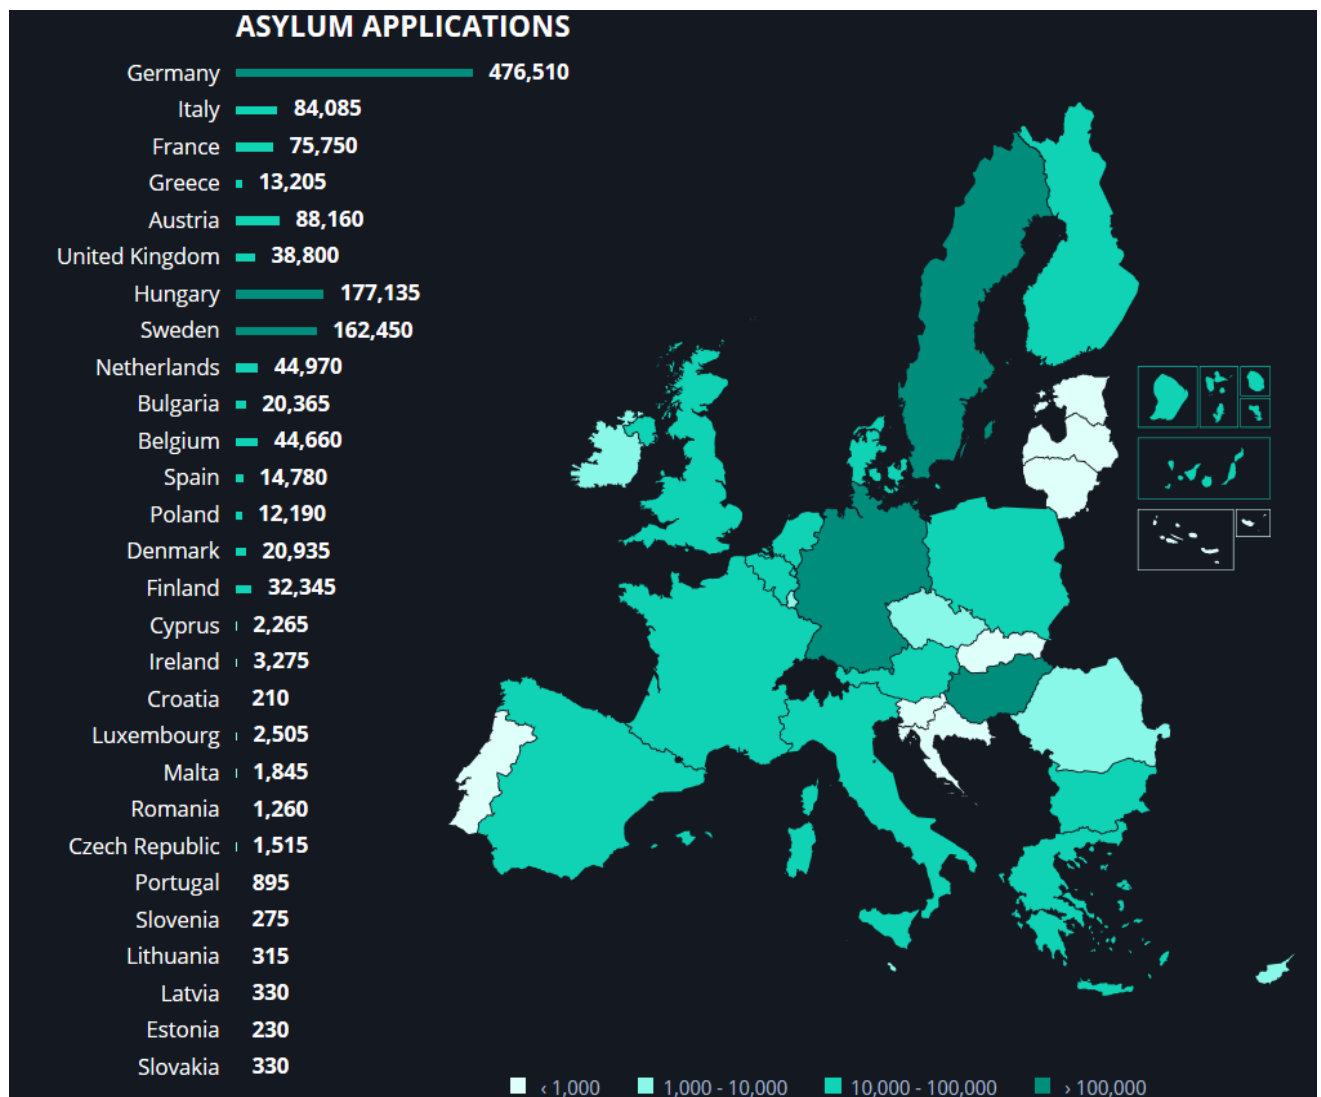 ASYLUM APPLICATIONS
Germany 476,510
Italy 84,085
France 75,750
Greece 13,205
Austria 88,160
United Kingdom 38,800
Hungary 177,135
Sweden 162,450
Netherlands 44,970
Bulgaria 20,365
Belgium 44,660
Spain 14,780
Poland 12,190
Denmark 20,935
Finland 32,345
Cyprus 2,265
Ireland 3,275
Croatia 210
Luxembourg 2,505
Malta 1,845
Romania 1,260
Czech Republic 1,515
Portugal 895
Slovenia 275
Lithuania 315
Latvia 330
Estonia 230
Slovakia 330
< 1,000 1,000 - 10,000 10,000 - 100,000 > 100,000